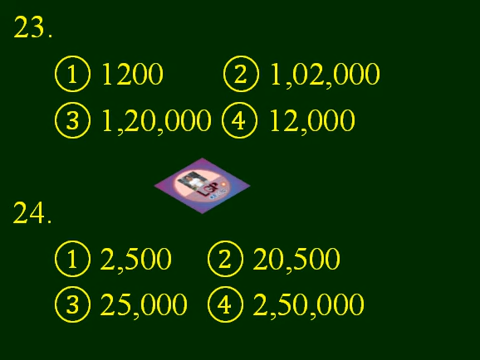 23.
① 1200 ② 1,02,000
③ 1,20,000 ④ 12,000
24.
① 2,500 ② 20,500
③ 25,000 ④ 2,50,000